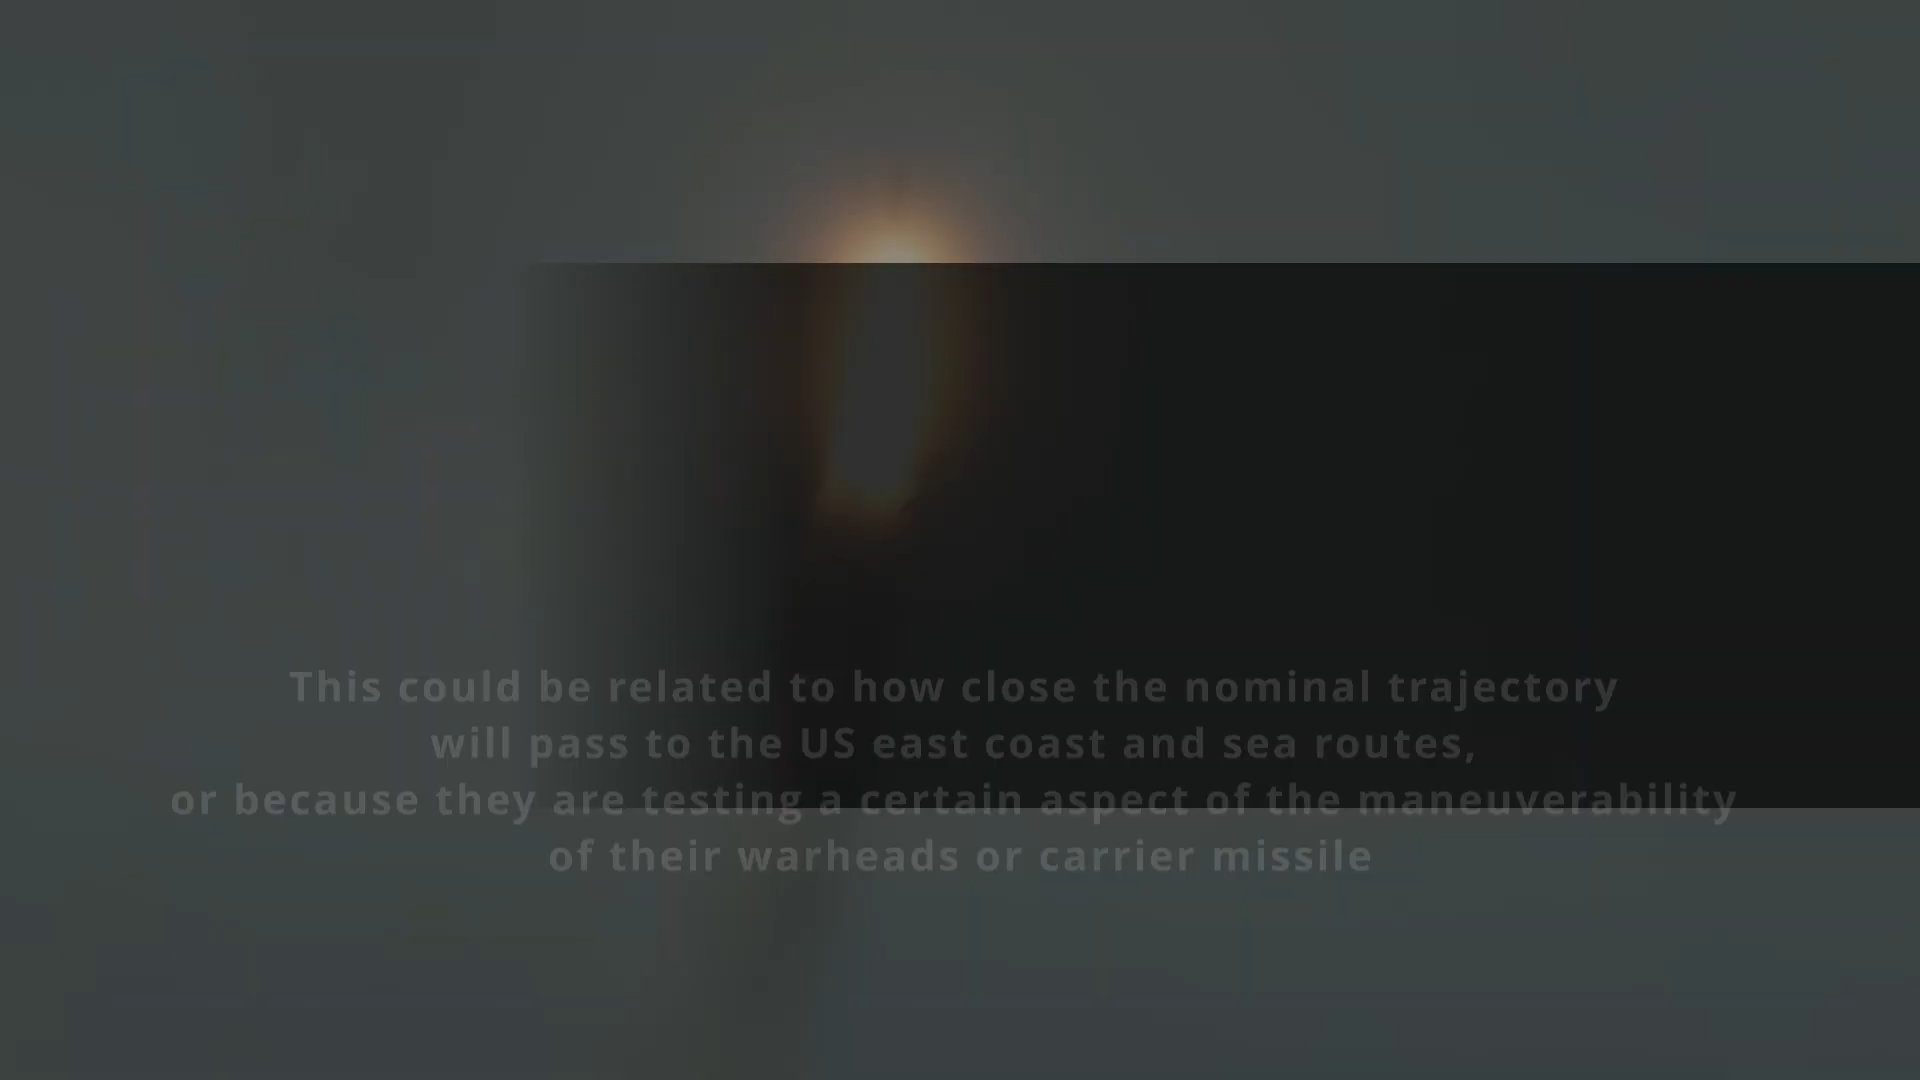 This could be related to how close the nominal trajectory
will pass to the US east coast and sea routes,
or because they are testing a certain aspect of the maneuverability
of their warheads or carrier missile